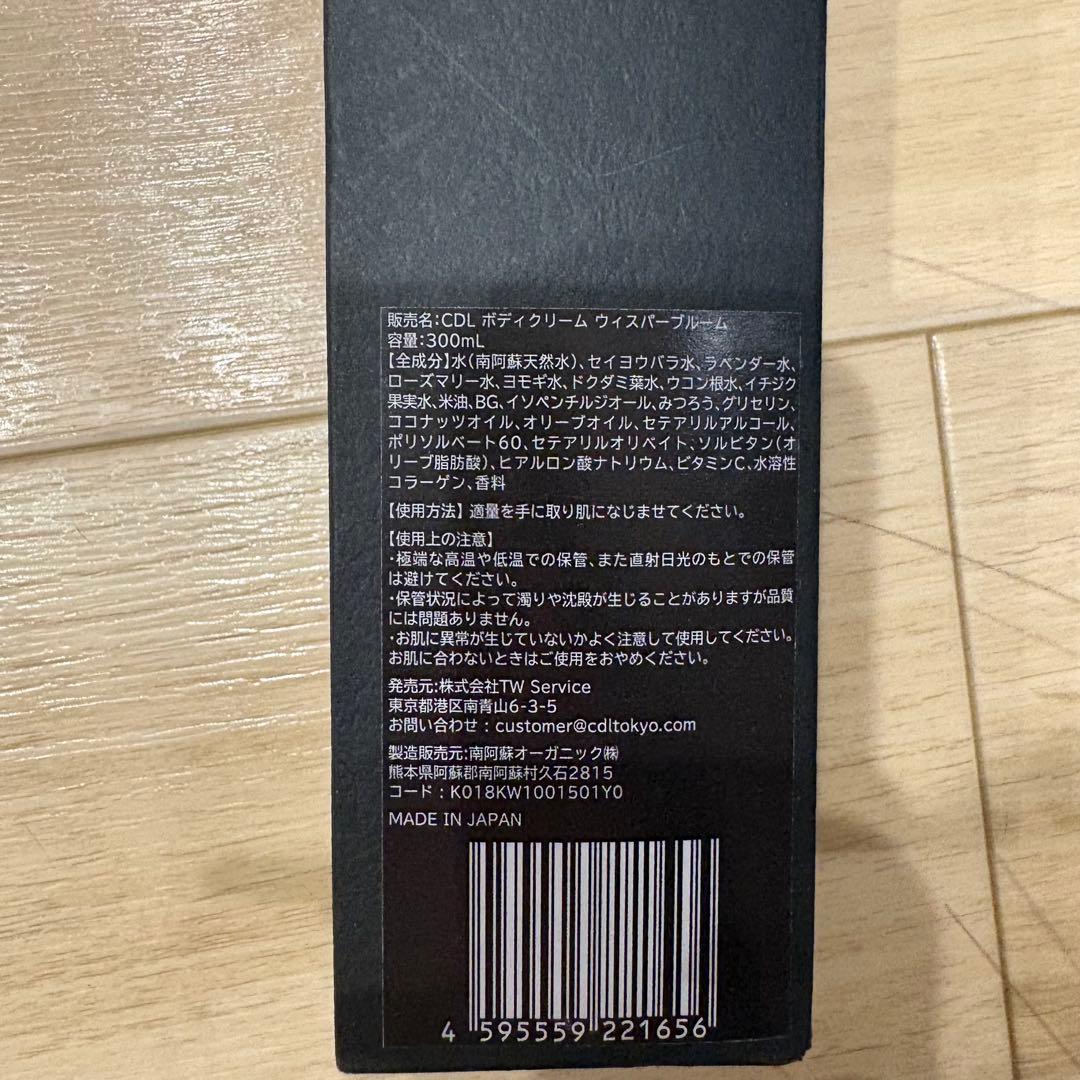 販売名:CDL ボディクリーム ウィスパーブルーム
容量:300mL
【全成分】水(南阿蘇天然水)、セイヨウバラ水、ラベンダー水、
ローズマリー水、ヨモギ水、ドクダミ葉水、ウコン根水、イチジク
果実水、米油、BG、イソペンチルジオール、みつろう、グリセリン、
ココナッツオイル、オリーブオイル、セテアリルアルコール、
ポリソルベート60、セテアリルオリベイト、ソルビタン(オ
リーブ脂肪酸)、ヒアルロン酸ナトリウム、ビタミンC、水溶性
コラーゲン、香料
【使用方法】適量を手に取り肌になじませてください。
【使用上の注意】
・極端な高温や低温での保管、また直射日光のもとでの保管
は避けてください。
・保管状況によって濁りや沈殿が生じることがありますが品質
には問題ありません。
・お肌に異常が生じていないかよく注意して使用してください。
お肌に合わないときはご使用をおやめください。
発売元:株式会社TW Service
東京都港区南青山6-3-5
お問い合わせ : customer@cdltokyo.com
製造販売元:南阿蘇オーガニック㈱
熊本県阿蘇郡南阿蘇村久石2815
コード : K018KW1001501Y0
MADE IN JAPAN
4 595559 221656